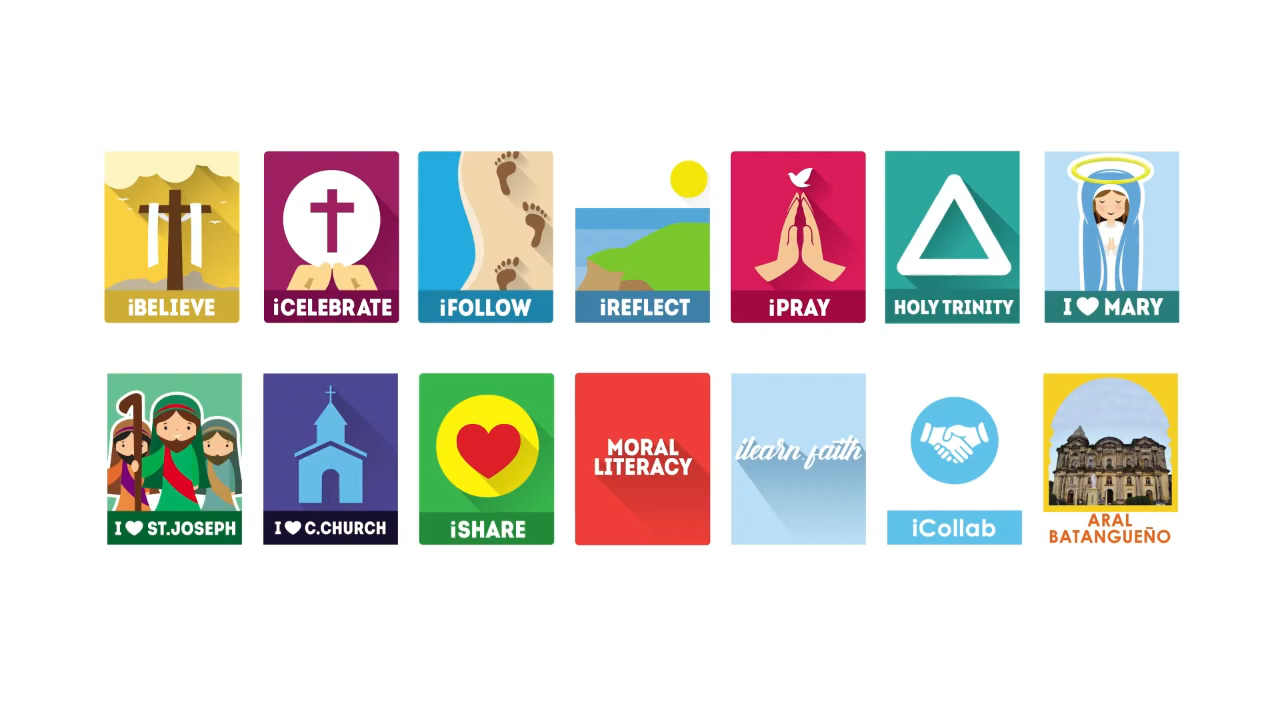 iBELIEVE
iCELEBRATE
iFOLLOW
iREFLECT
iPRAY
HOLY TRINITY
I ♥ MARY
I ♥ ST.JOSEPH
I ♥ C.CHURCH
iSHARE
MORAL
LITERACY
ilearn.faith
iCollab
ARAL
BATANGUEÑO